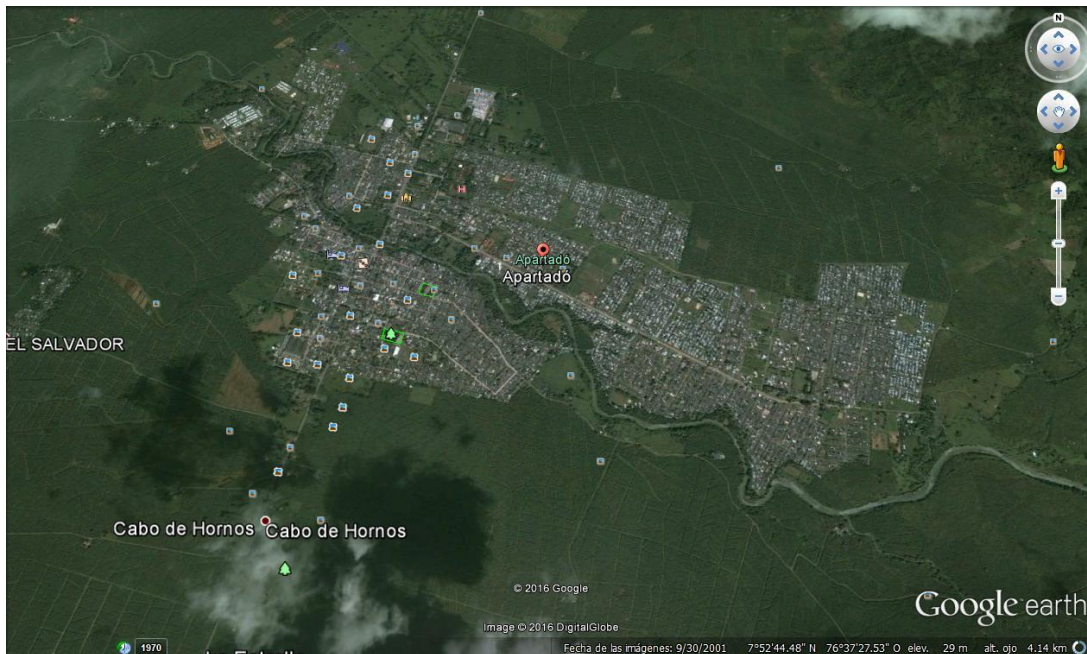 N
H
Apartadó
Apartadó
EL SALVADOR
Cabo de Hornos Cabo de Hornos
© 2016 Google
Google earth
Image © 2016 DigitalGlobe
1970
Fecha de las imágenes: 9/30/2001 7°52'44.48" N 76°37'27.53" O elev. 29 m alt. ojo 4.14 km